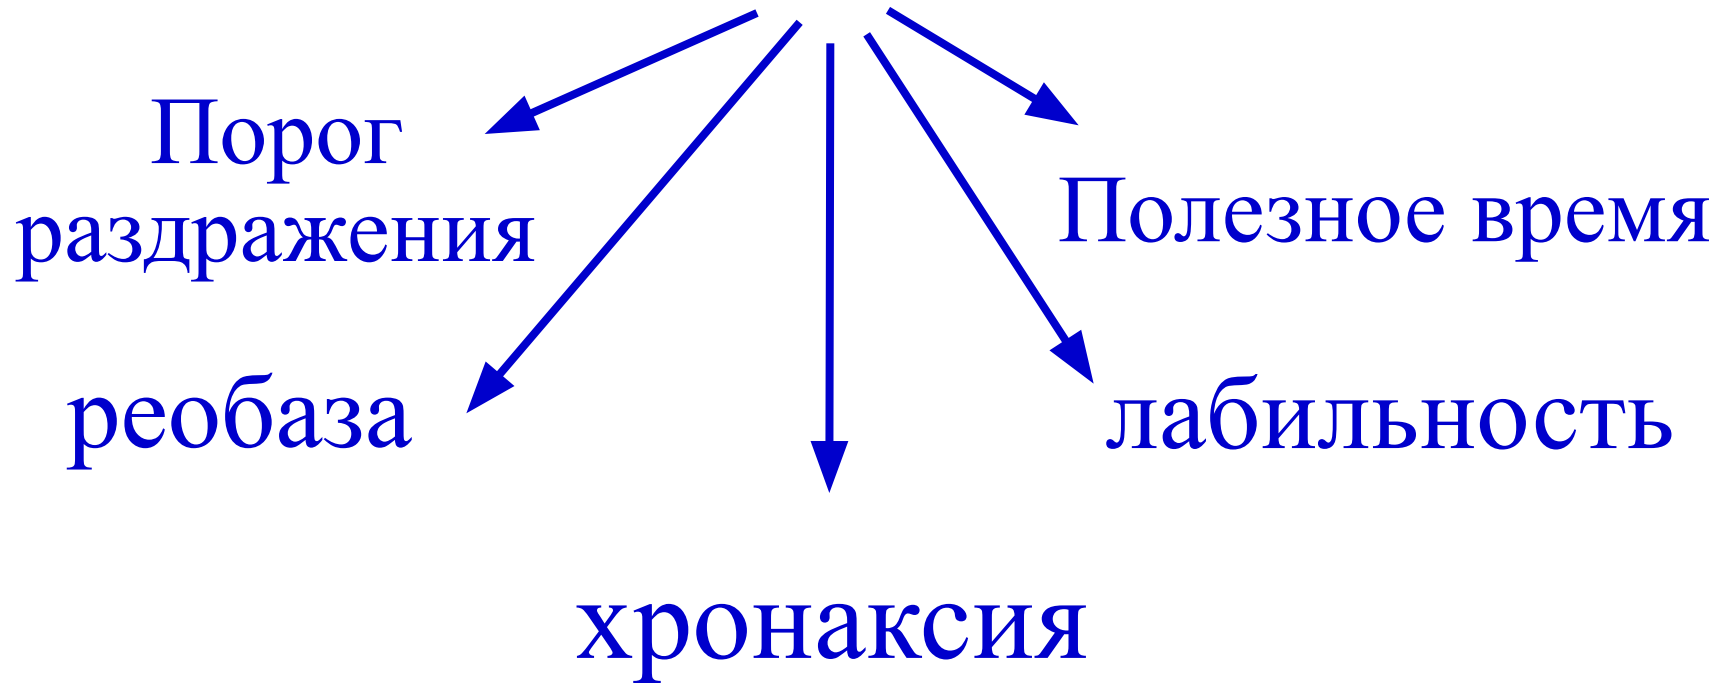 Порог
раздражения
Полезное время
реобаза
лабильность
хронаксия